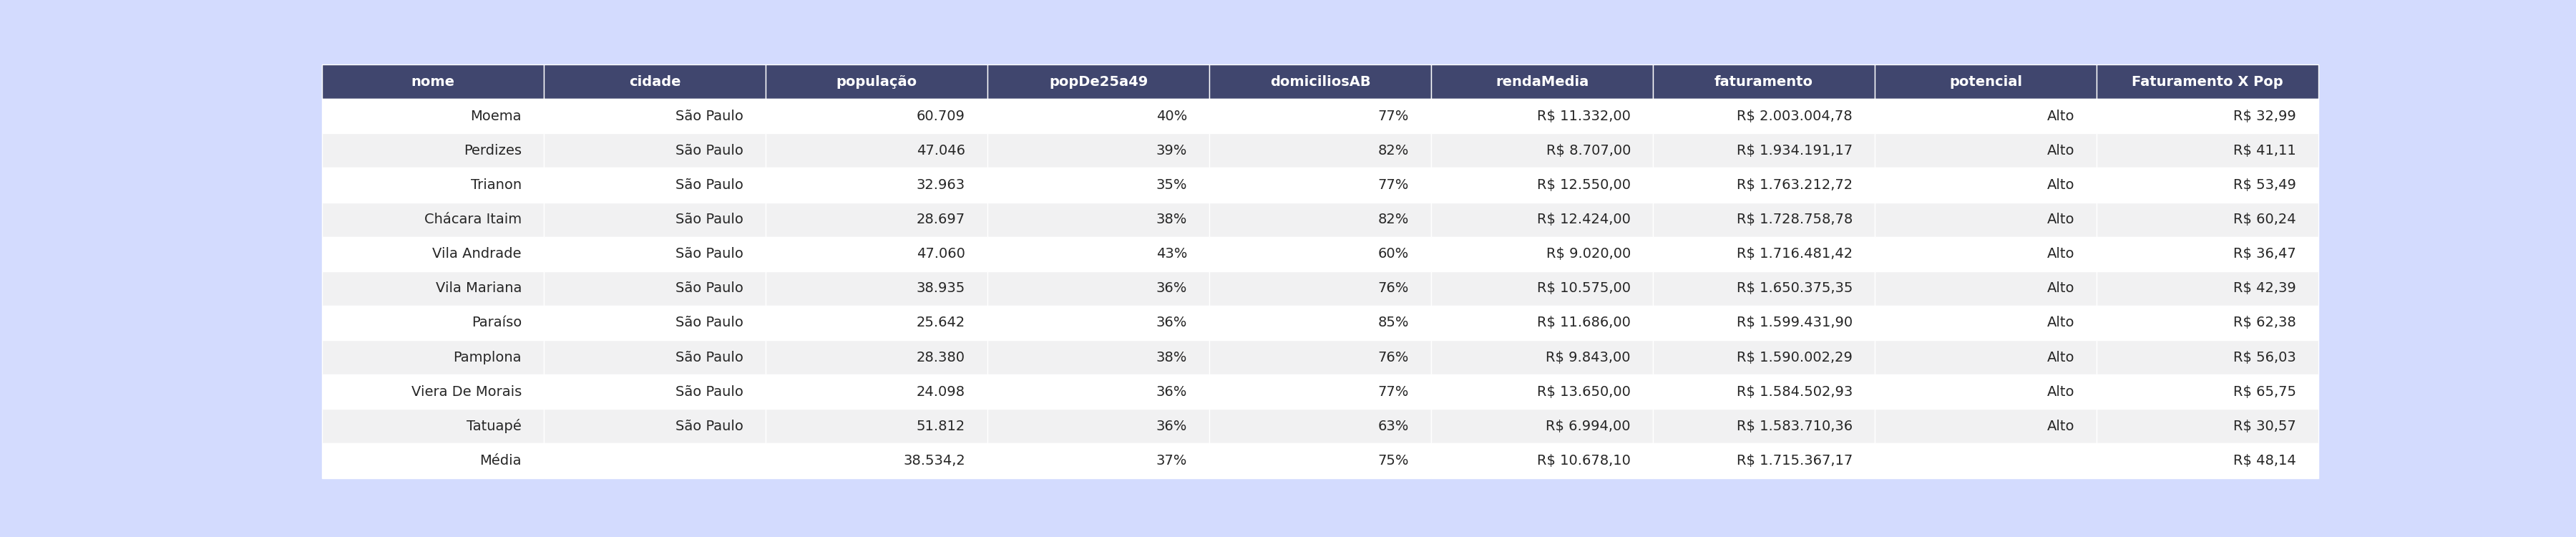 nome cidade população popDe25a49 domiciliosAB rendaMedia faturamento potencial Faturamento X Pop
Moema São Paulo 60.709 40% 77% R$ 11.332,00 R$ 2.003.004,78 Alto R$ 32,99
Perdizes São Paulo 47.046 39% 82% R$ 8.707,00 R$ 1.934.191,17 Alto R$ 41,11
Trianon São Paulo 32.963 35% 77% R$ 12.550,00 R$ 1.763.212,72 Alto R$ 53,49
Chácara Itaim São Paulo 28.697 38% 82% R$ 12.424,00 R$ 1.728.758,78 Alto R$ 60,24
Vila Andrade São Paulo 47.060 43% 60% R$ 9.020,00 R$ 1.716.481,42 Alto R$ 36,47
Vila Mariana São Paulo 38.935 36% 76% R$ 10.575,00 R$ 1.650.375,35 Alto R$ 42,39
Paraíso São Paulo 25.642 36% 85% R$ 11.686,00 R$ 1.599.431,90 Alto R$ 62,38
Pamplona São Paulo 28.380 38% 76% R$ 9.843,00 R$ 1.590.002,29 Alto R$ 56,03
Viera De Morais São Paulo 24.098 36% 77% R$ 13.650,00 R$ 1.584.502,93 Alto R$ 65,75
Tatuapé São Paulo 51.812 36% 63% R$ 6.994,00 R$ 1.583.710,36 Alto R$ 30,57
Média 38.534,2 37% 75% R$ 10.678,10 R$ 1.715.367,17 R$ 48,14